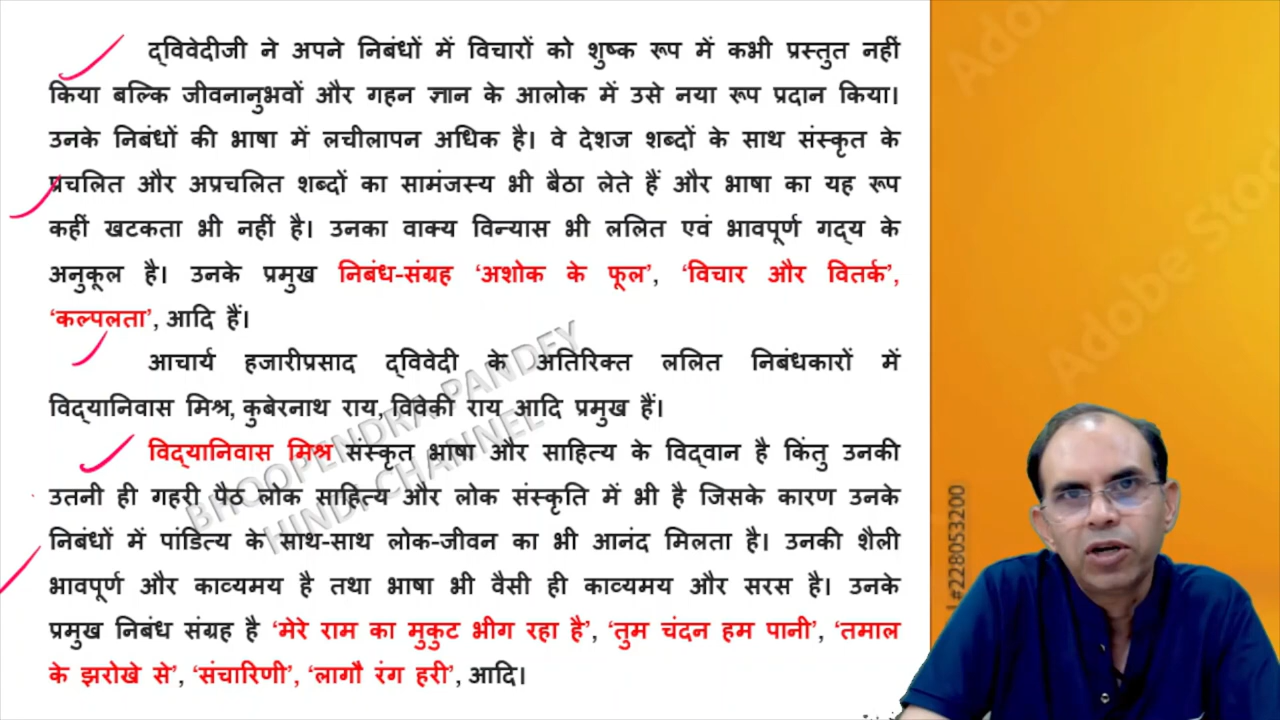 द्विवेदीजी ने अपने निबंधों में विचारों को शुष्क रूप में कभी प्रस्तुत नहीं
किया बल्कि जीवनानुभवों और गहन ज्ञान के आलोक में उसे नया रूप प्रदान किया।
उनके निबंधों की भाषा में लचीलापन अधिक है। वे देशज शब्दों के साथ संस्कृत के
प्रचलित और अप्रचलित शब्दों का सामंजस्य भी बैठा लेते हैं और भाषा का यह रूप
कहीं खटकता भी नहीं है। उनका वाक्य विन्यास भी ललित एवं भावपूर्ण गद्य के
अनुकूल है। उनके प्रमुख निबंध-संग्रह ‘अशोक के फूल’, ‘विचार और वितर्क’,
‘कल्पलता’, आदि हैं।
आचार्य हजारीप्रसाद द्विवेदी के अतिरिक्त ललित निबंधकारों में
विद्यानिवास मिश्र, कुबेरनाथ राय, विवेकी राय आदि प्रमुख हैं।
विद्यानिवास मिश्र संस्कृत भाषा और साहित्य के विद्वान है किंतु उनकी
उतनी ही गहरी पैठ लोक साहित्य और लोक संस्कृति में भी है जिसके कारण उनके
निबंधों में पांडित्य के साथ-साथ लोक-जीवन का भी आनंद मिलता है। उनकी शैली
भावपूर्ण और काव्यमय है तथा भाषा भी वैसी ही काव्यमय और सरस है। उनके
प्रमुख निबंध संग्रह है ‘मेरे राम का मुकुट भीग रहा है’, ‘तुम चंदन हम पानी’, ‘तमाल
के झरोखे से’, ‘संचारिणी’, ‘लागौ रंग हरी’, आदि।
BHOOPENDRA PANDEY
HINDI CHANNEL
Adobe Stock
#228053200